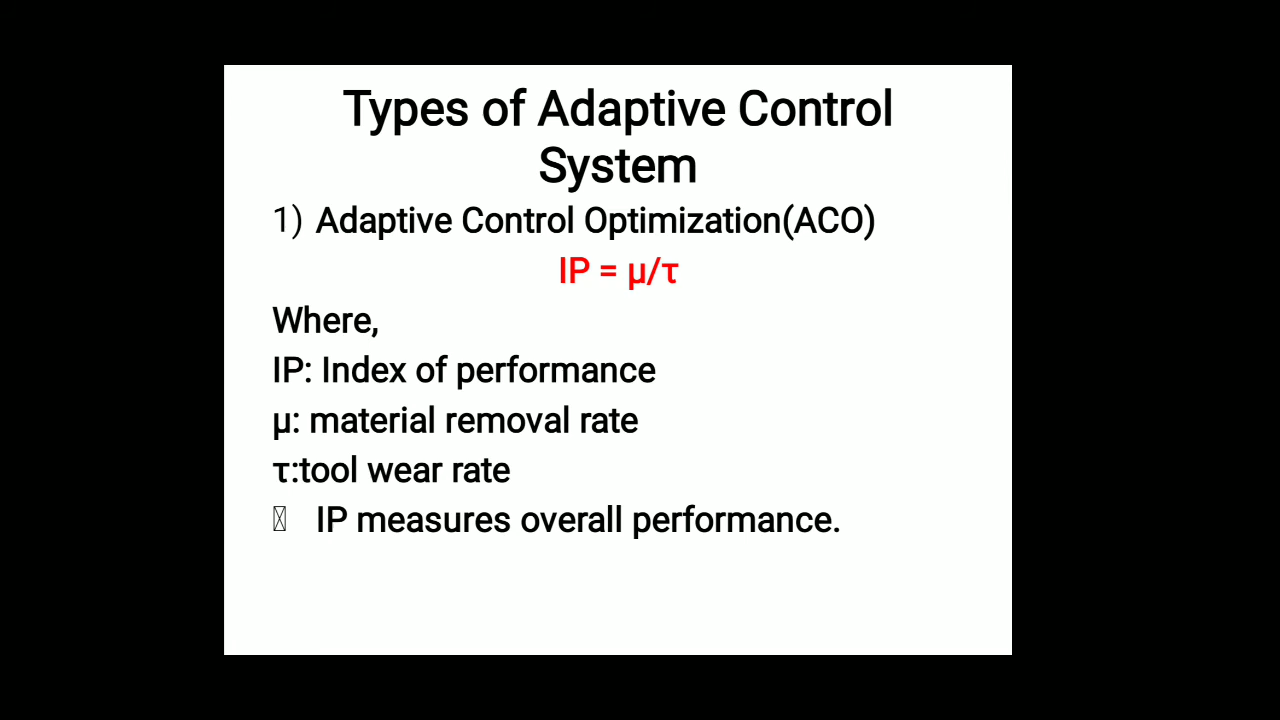 Types of Adaptive Control
System
1) Adaptive Control Optimization(ACO)
IP = μ/τ
Where,
IP: Index of performance
μ: material removal rate
τ:tool wear rate
IP measures overall performance.